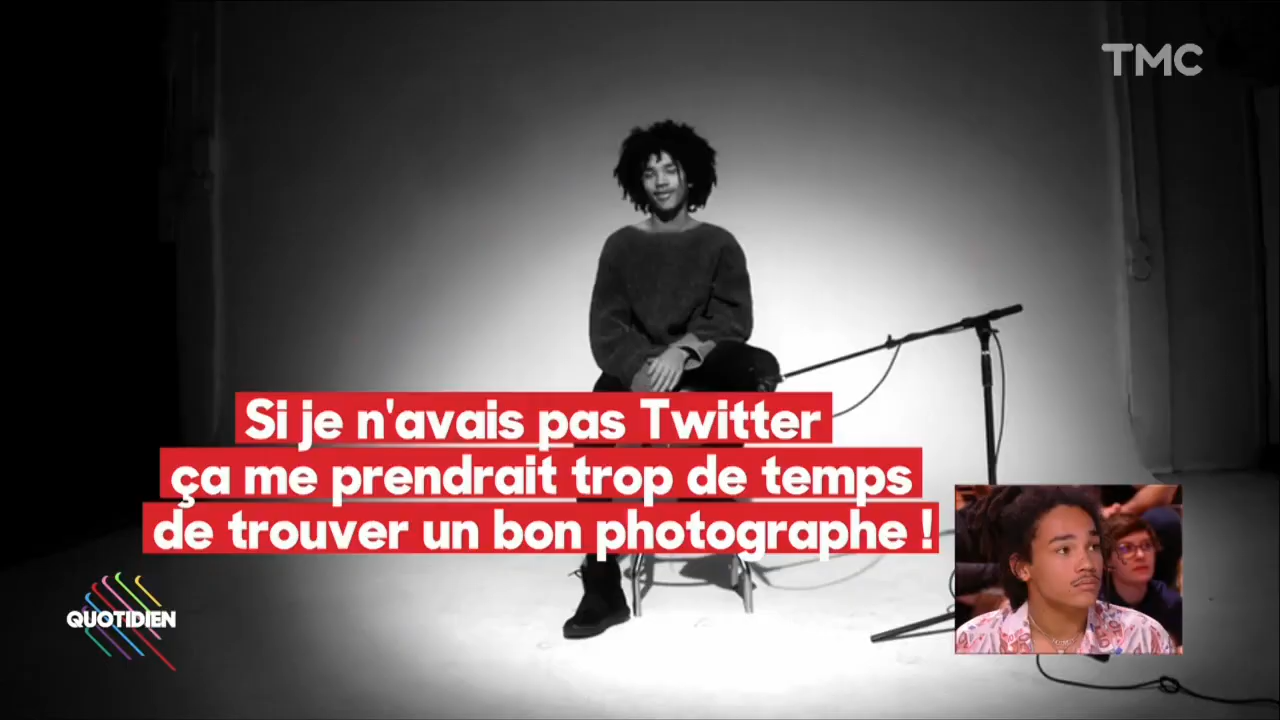 TMC
Si je n'avais pas Twitter
ça me prendrait trop de temps
de trouver un bon photographe !
QUOTIDIEN